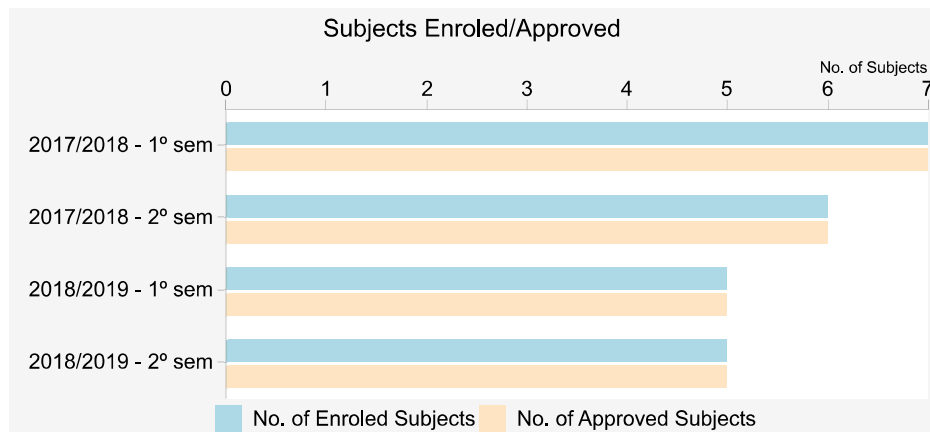 Subjects Enroled/Approved
No. of Subjects
0 1 2 3 4 5 6 7
2017/2018 - 1º sem
2017/2018 - 2º sem
2018/2019 - 1º sem
2018/2019 - 2º sem
No. of Enroled Subjects No. of Approved Subjects